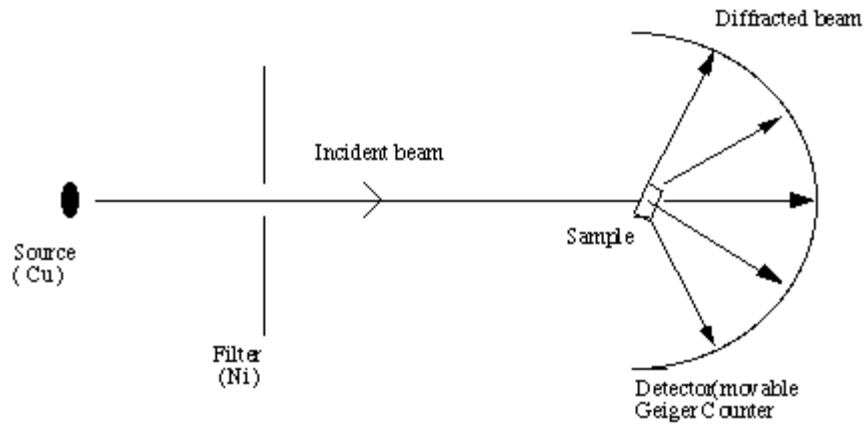 Diffracted beam
Incident beam
Sample
Source
( Cu )
Filter
(Ni)
Detector(movable
Geiger Counter